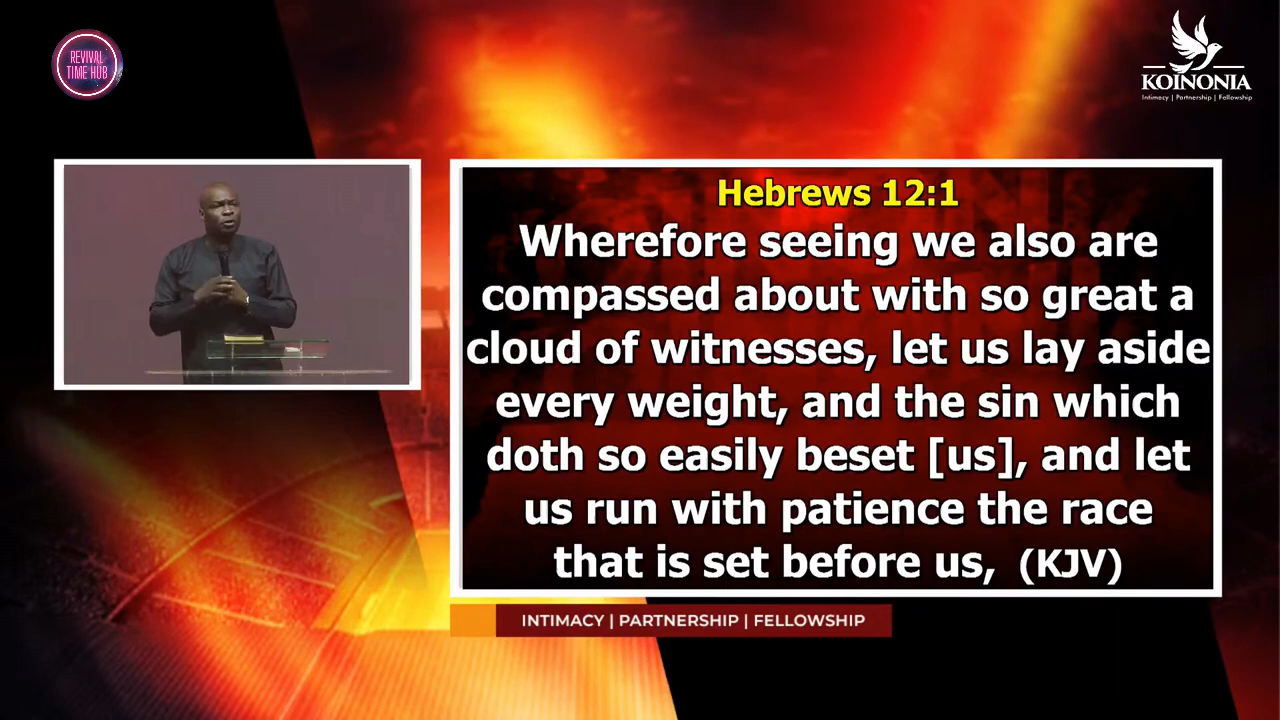 REVIVAL
TIME HUB
KOINONIA
Intimacy | Partnership | Fellowship
Hebrews 12:1
Wherefore seeing we also are
compassed about with so great a
cloud of witnesses, let us lay aside
every weight, and the sin which
doth so easily beset [us], and let
us run with patience the race
that is set before us, (KJV)
INTIMACY | PARTNERSHIP | FELLOWSHIP